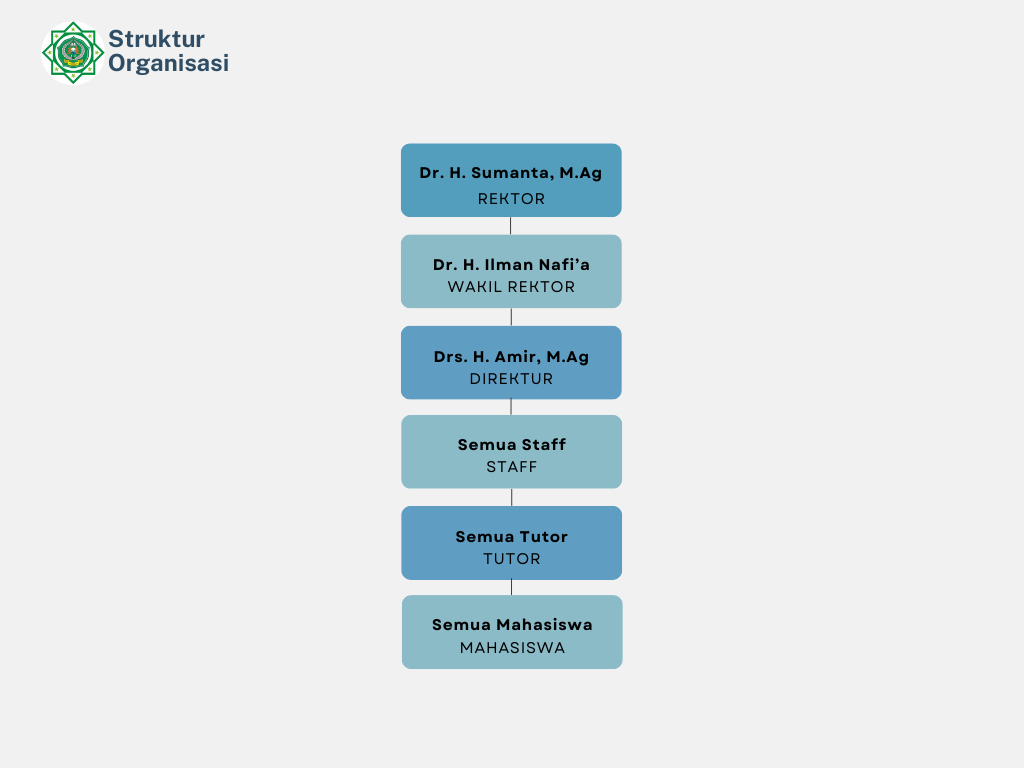 Struktur
Organisasi
Dr. H. Sumanta, M.Ag
REKTOR
Dr. H. Ilman Nafi’a
WAKIL REKTOR
Drs. H. Amir, M.Ag
DIREKTUR
Semua Staff
STAFF
Semua Tutor
TUTOR
Semua Mahasiswa
MAHASISWA